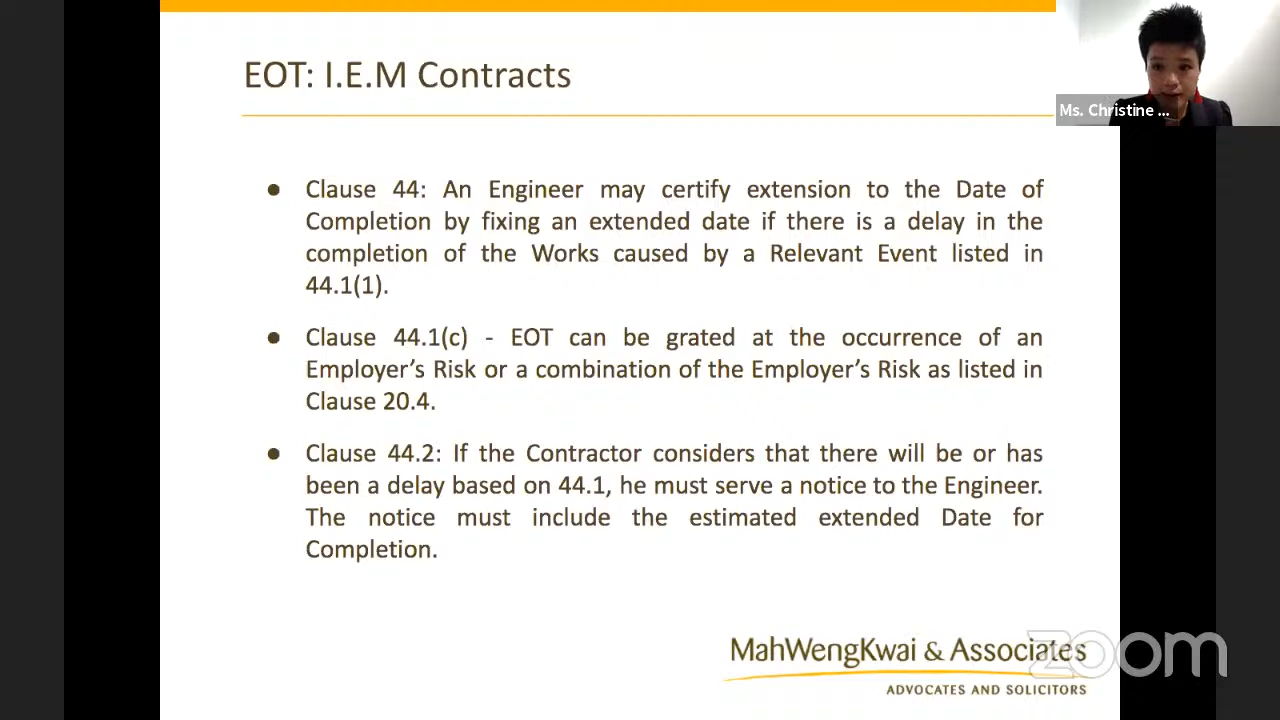 EOT: I.E.M Contracts
Ms. Christine ...
● Clause 44: An Engineer may certify extension to the Date of
Completion by fixing an extended date if there is a delay in the
completion of the Works caused by a Relevant Event listed in
44.1(1).
● Clause 44.1(c) - EOT can be grated at the occurrence of an
Employer's Risk or a combination of the Employer's Risk as listed in
Clause 20.4.
● Clause 44.2: If the Contractor considers that there will be or has
been a delay based on 44.1, he must serve a notice to the Engineer.
The notice must include the estimated extended Date for
Completion.
MahWengKwai & Associates
zoom
ADVOCATES AND SOLICITORS